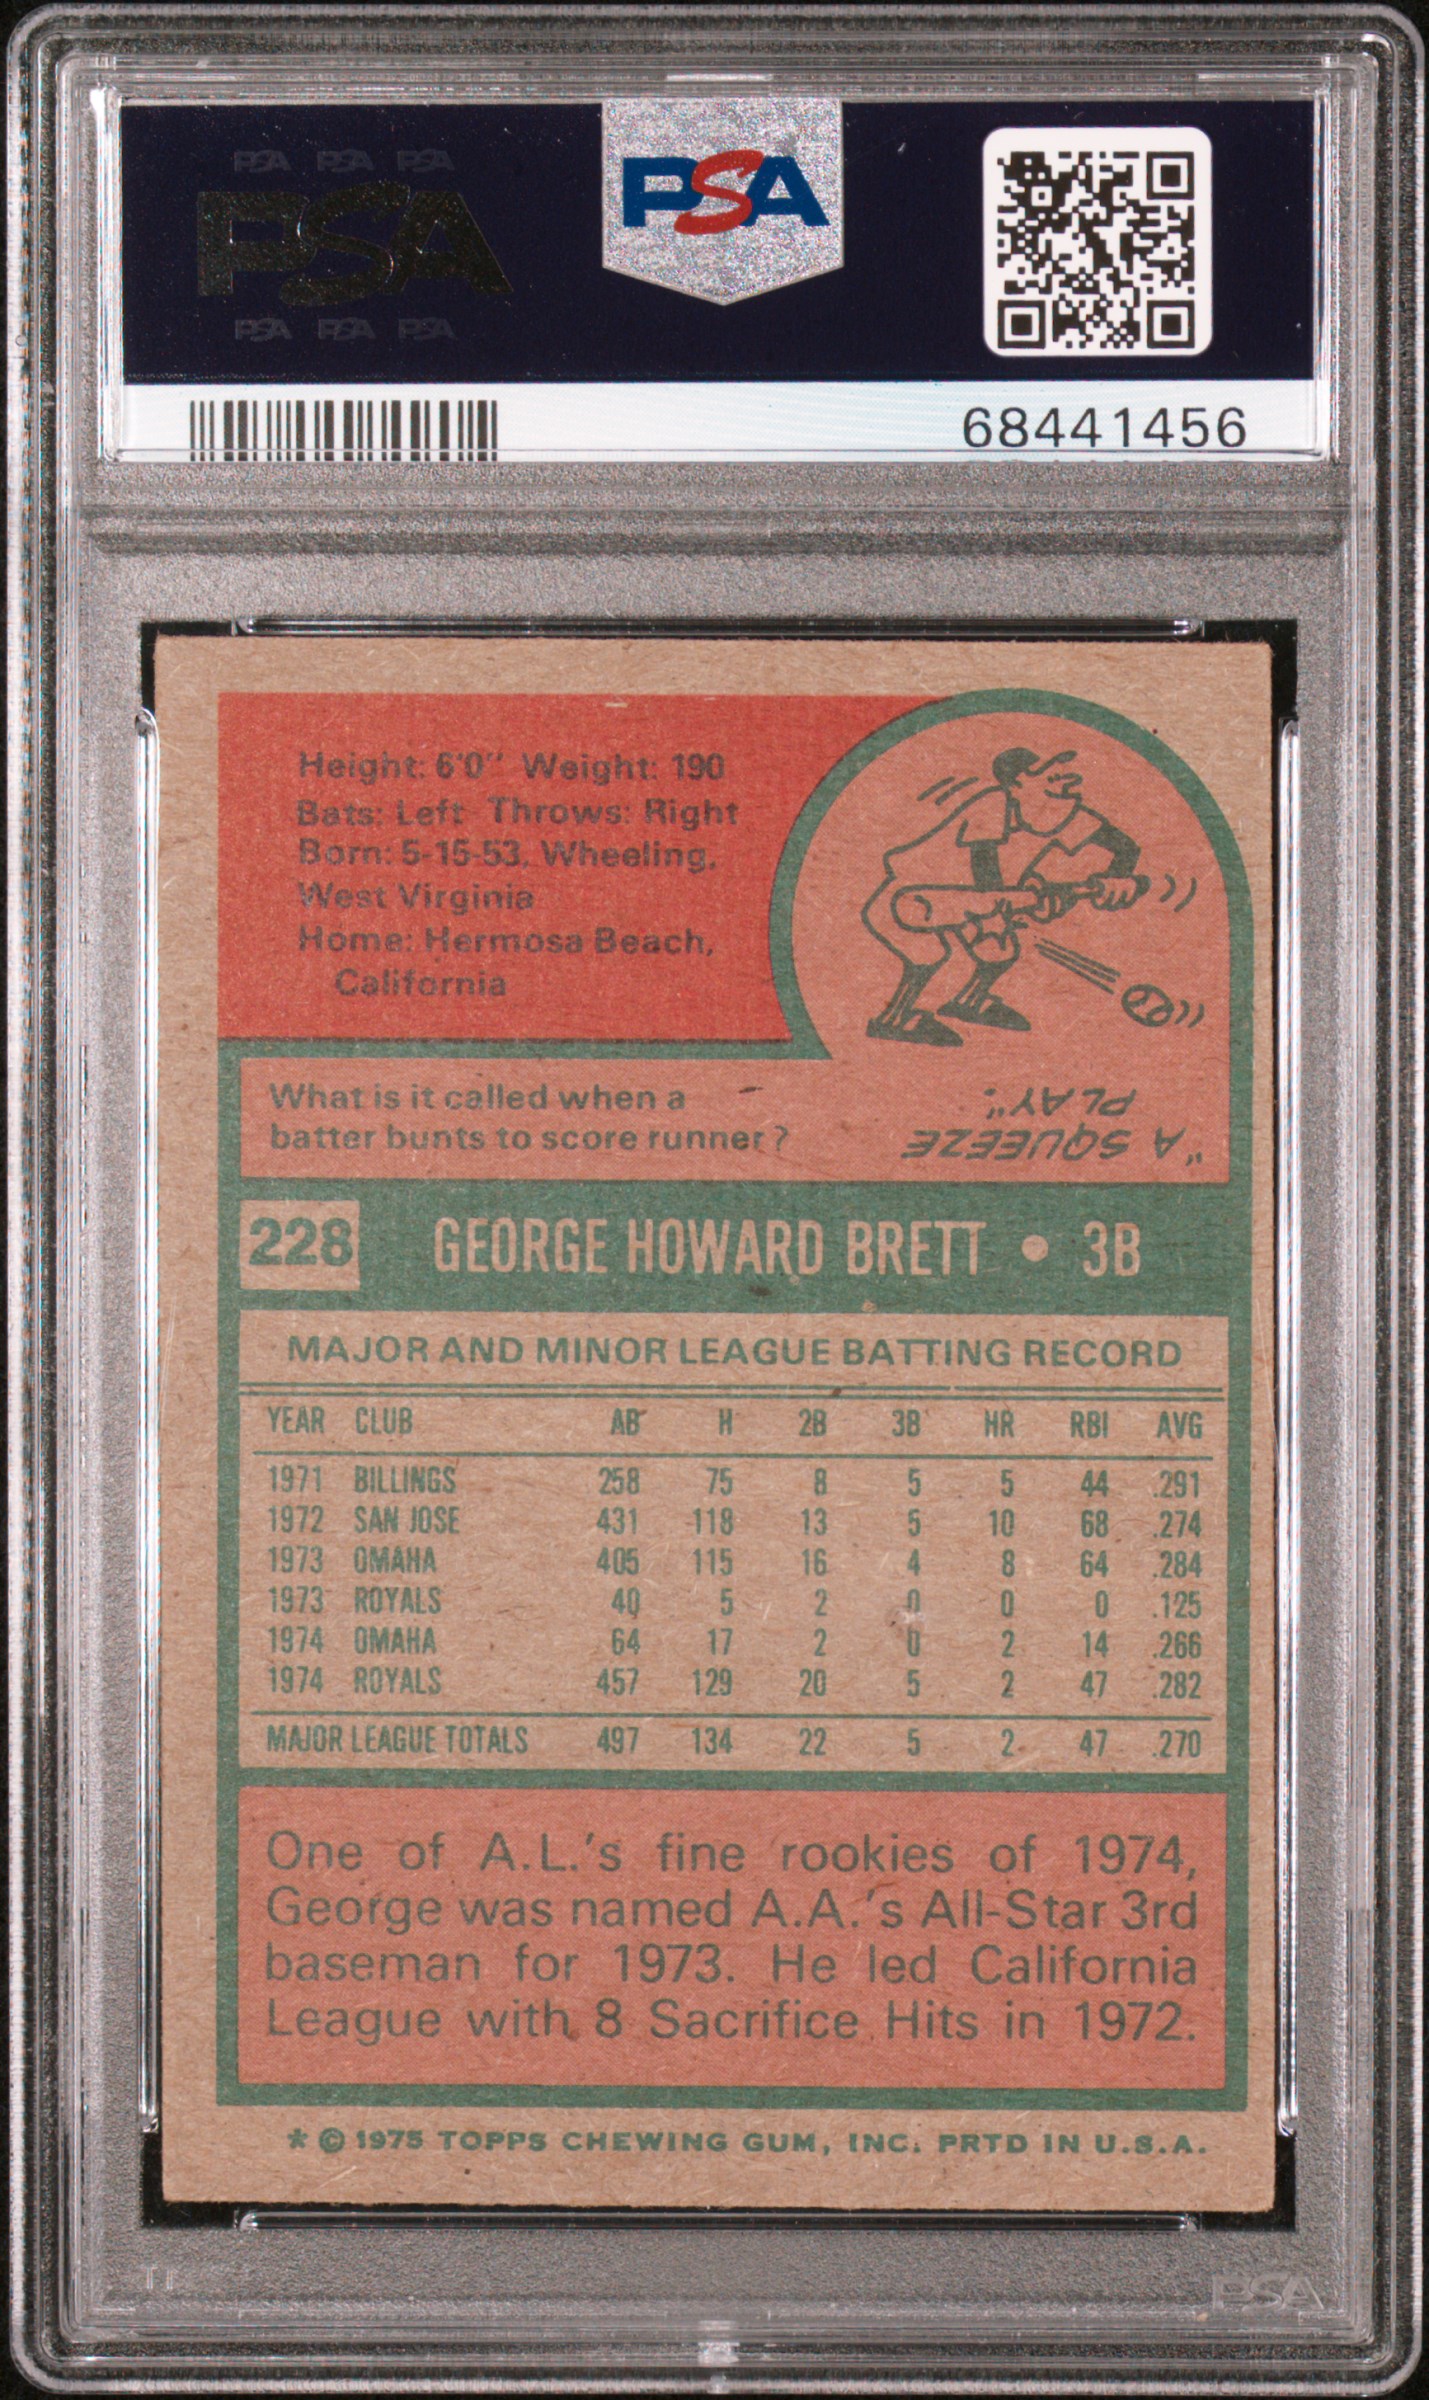 PSA PSA PSA
PSA
PSA PSA PSA
PSA
68441456
Height: 6'0" Weight: 190
Bats: Left Throws: Right
Born: 5-15-53, Wheeling,
West Virginia
Home: Hermosa Beach,
California
What is it called when a
batter bunts to score runner?
"A SQUEEZE
PLAY".
228 GEORGE HOWARD BRETT • 3B
MAJOR AND MINOR LEAGUE BATTING RECORD
YEAR CLUB AB H 2B 3B HR RBI AVG
1971 BILLINGS 258 75 8 5 5 44 .291
1972 SAN JOSE 431 118 13 5 10 68 .274
1973 OMAHA 405 115 16 4 8 64 .284
1973 ROYALS 40 5 2 0 0 0 .125
1974 OMAHA 64 17 2 0 2 14 .266
1974 ROYALS 457 129 20 5 2 47 .282
MAJOR LEAGUE TOTALS 497 134 22 5 2 47 .270
One of A.L.'s fine rookies of 1974,
George was named A.A.'s All-Star 3rd
baseman for 1973. He led California
League with 8 Sacrifice Hits in 1972.
* © 1975 TOPPS CHEWING GUM, INC. PRTD IN U.S.A.
PSA